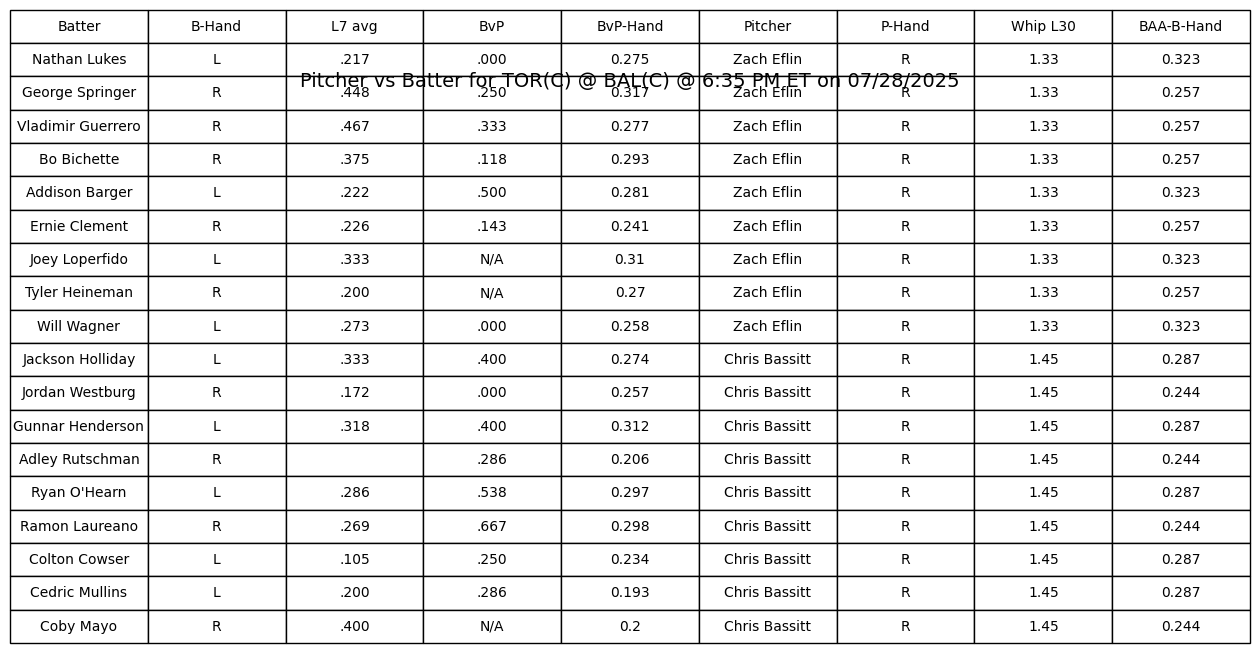 Batter B-Hand L7 avg BvP BvP-Hand Pitcher P-Hand Whip L30 BAA-B-Hand
Nathan Lukes L .217 .000 0.275 Zach Eflin R 1.33 0.323
Pitcher vs Batter for TOR(C) @ BAL(C) @ 6:35 PM ET on 07/28/2025
George Springer R .448 .250 0.317 Zach Eflin R 1.33 0.257
Vladimir Guerrero R .467 .333 0.277 Zach Eflin R 1.33 0.257
Bo Bichette R .375 .118 0.293 Zach Eflin R 1.33 0.257
Addison Barger L .222 .500 0.281 Zach Eflin R 1.33 0.323
Ernie Clement R .226 .143 0.241 Zach Eflin R 1.33 0.257
Joey Loperfido L .333 N/A 0.31 Zach Eflin R 1.33 0.323
Tyler Heineman R .200 N/A 0.27 Zach Eflin R 1.33 0.257
Will Wagner L .273 .000 0.258 Zach Eflin R 1.33 0.323
Jackson Holliday L .333 .400 0.274 Chris Bassitt R 1.45 0.287
Jordan Westburg R .172 .000 0.257 Chris Bassitt R 1.45 0.244
Gunnar Henderson L .318 .400 0.312 Chris Bassitt R 1.45 0.287
Adley Rutschman R .286 0.206 Chris Bassitt R 1.45 0.244
Ryan O'Hearn L .286 .538 0.297 Chris Bassitt R 1.45 0.287
Ramon Laureano R .269 .667 0.298 Chris Bassitt R 1.45 0.244
Colton Cowser L .105 .250 0.234 Chris Bassitt R 1.45 0.287
Cedric Mullins L .200 .286 0.193 Chris Bassitt R 1.45 0.287
Coby Mayo R .400 N/A 0.2 Chris Bassitt R 1.45 0.244